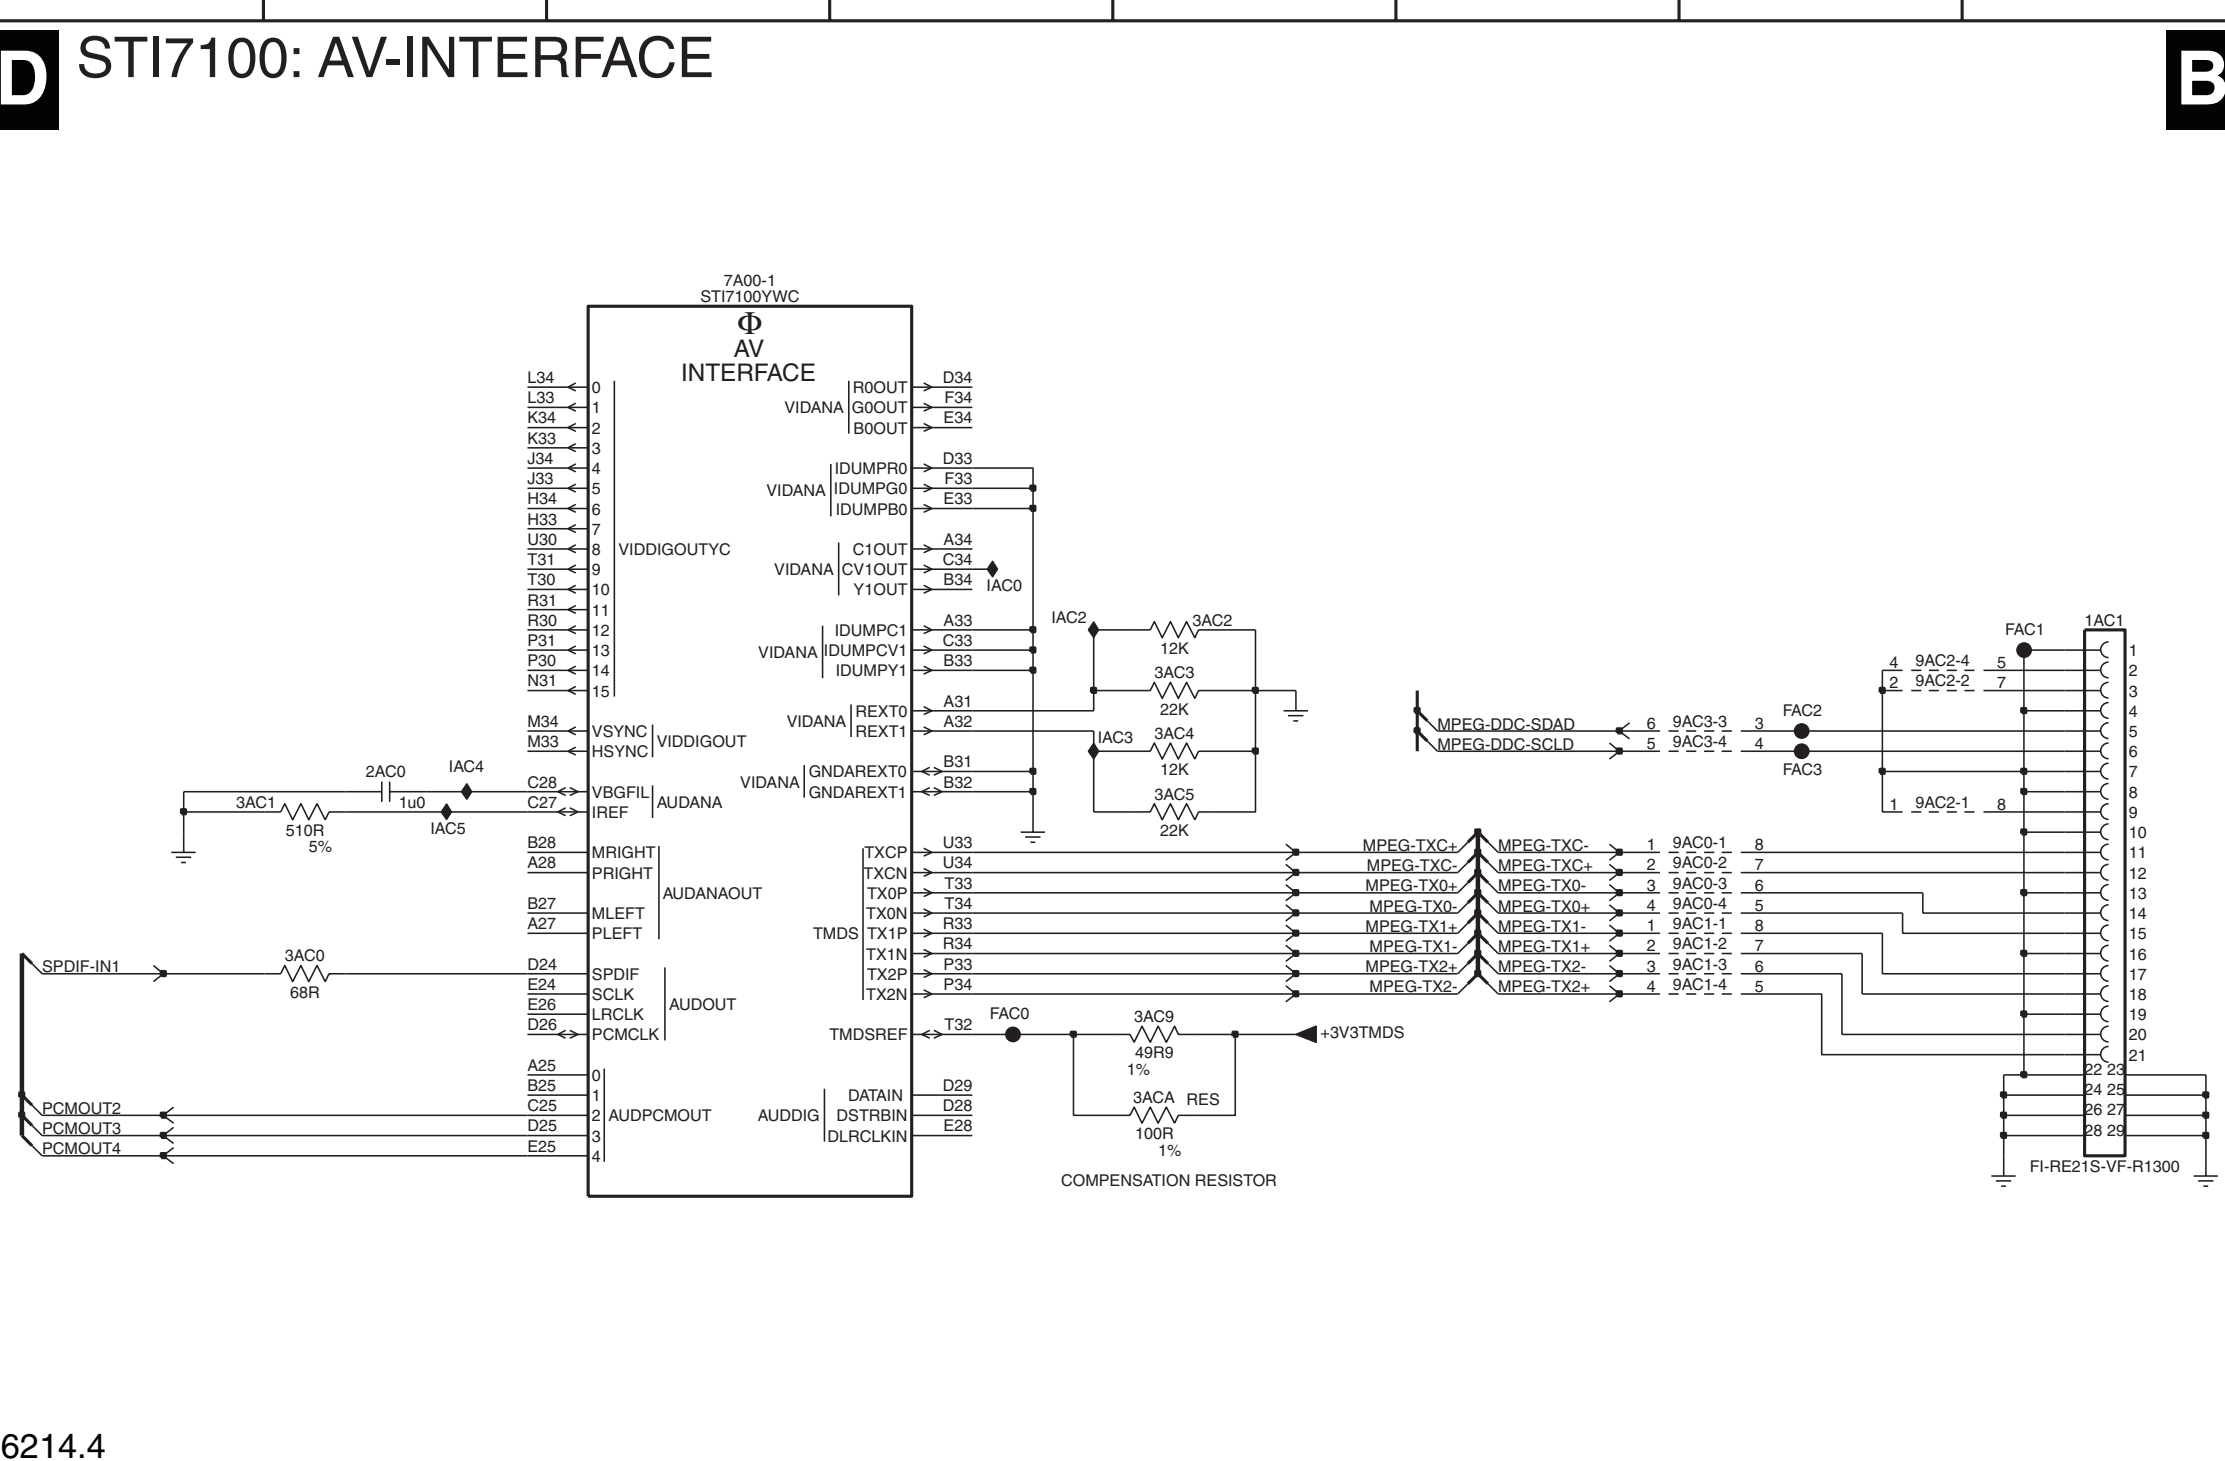 D STI7100: AV-INTERFACE B
7A00-1
STI7100YWC
Φ
AV
INTERFACE
L34 0
L33 1
K34 2
K33 3
J34 4
J33 5
H34 6
H33 7
U30 8 VIDDIGOUTYC
T31 9
T30 10
R31 11
R30 12
P31 13
P30 14
N31 15
M34 VSYNC
M33 HSYNC
VIDDIGOUT
2AC0 1u0 IAC4 C28 VBGFIL
3AC1 510R 5% IAC5 C27 IREF
AUDANA
B28 MRIGHT
A28 PRIGHT
AUDANAOUT
B27 MLEFT
A27 PLEFT
SPDIF-IN1 3AC0 68R D24 SPDIF
E24 SCLK
AUDOUT
E26 LRCLK
D26 PCMCLK
A25 0
B25 1
PCMOUT2 C25 2 AUDPCMOUT
PCMOUT3 D25 3
PCMOUT4 E25 4
R0OUT D34
VIDANA G0OUT F34
B0OUT E34
IDUMPR0 D33
VIDANA IDUMPG0 F33
IDUMPB0 E33
C1OUT A34
VIDANA CV1OUT C34 IAC0
Y1OUT B34
IDUMPC1 A33
VIDANA IDUMPCV1 C33
IDUMPY1 B33
VIDANA
REXT0 A31
REXT1 A32
IAC2 3AC2 12K
3AC3 22K
IAC3 3AC4 12K
3AC5 22K
VIDANA
GNDAREXT0 B31
GNDAREXT1 B32
TMDS
TXCP U33 MPEG-TXC+ MPEG-TXC- 1 9AC0-1 8
TXCN U34 MPEG-TXC- MPEG-TXC+ 2 9AC0-2 7
TX0P T33 MPEG-TX0+ MPEG-TX0- 3 9AC0-3 6
TX0N T34 MPEG-TX0- MPEG-TX0+ 4 9AC0-4 5
TX1P R33 MPEG-TX1+ MPEG-TX1- 1 9AC1-1 8
TX1N R34 MPEG-TX1- MPEG-TX1+ 2 9AC1-2 7
TX2P P33 MPEG-TX2+ MPEG-TX2- 3 9AC1-3 6
TX2N P34 MPEG-TX2- MPEG-TX2+ 4 9AC1-4 5
TMDSREF T32 FAC0 3AC9 49R9 1% +3V3TMDS
3ACA RES 100R 1%
COMPENSATION RESISTOR
DATAIN D29
AUDDIG DSTRBIN D28
DLRCLKIN E28
MPEG-DDC-SDAD 6 9AC3-3 3 FAC2
MPEG-DDC-SCLD 5 9AC3-4 4 FAC3
4 9AC2-4 5
2 9AC2-2 7
1 9AC2-1 8
FAC1 1AC1
1
2
3
4
5
6
7
8
9
10
11
12
13
14
15
16
17
18
19
20
21
22 23
24 25
26 27
28 29
FI-RE21S-VF-R1300
6214.4